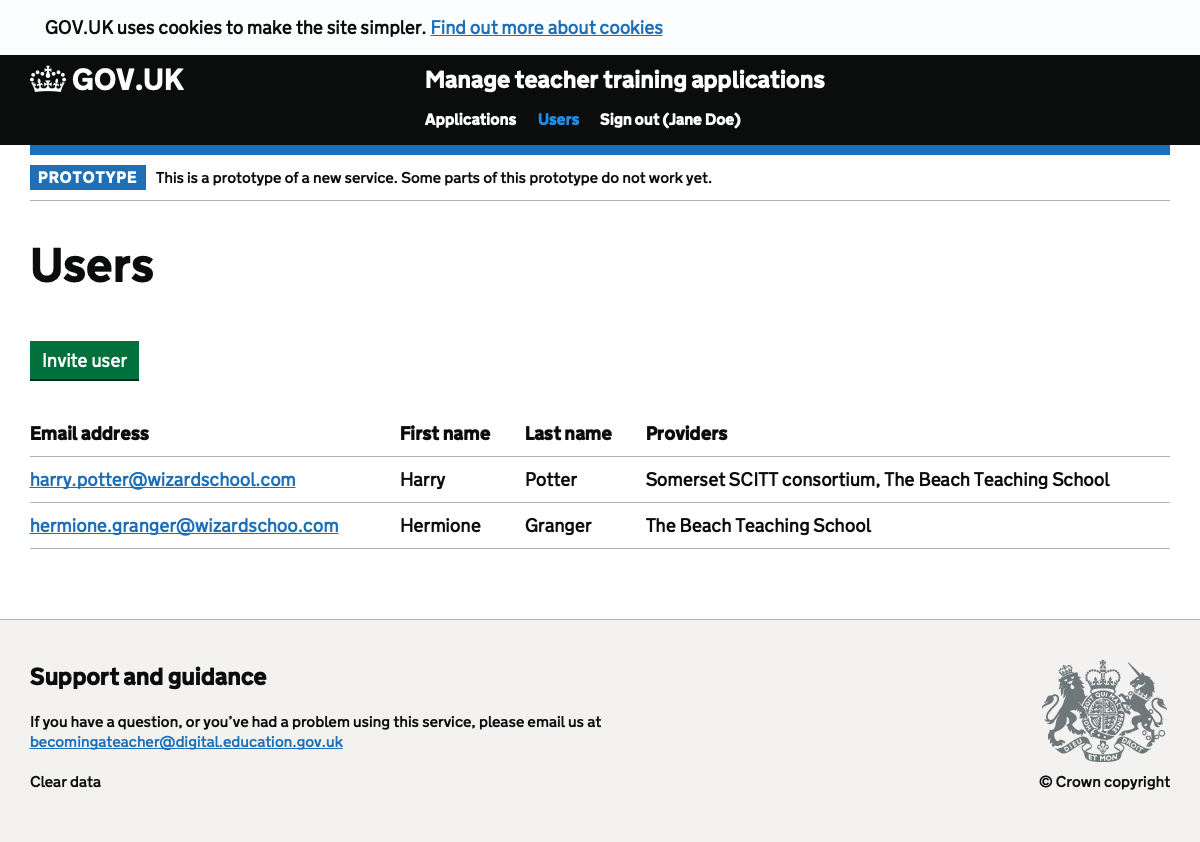 GOV.UK uses cookies to make the site simpler. Find out more about cookies
GOV.UK
Manage teacher training applications
Applications Users Sign out (Jane Doe)
PROTOTYPE This is a prototype of a new service. Some parts of this prototype do not work yet.
Users
Invite user
Email address First name Last name Providers
harry.potter@wizardschool.com Harry Potter Somerset SCITT consortium, The Beach Teaching School
hermione.granger@wizardschoo.com Hermione Granger The Beach Teaching School
Support and guidance
If you have a question, or you’ve had a problem using this service, please email us at
becomingateacher@digital.education.gov.uk
Clear data
DIEU ET MON DROIT
© Crown copyright